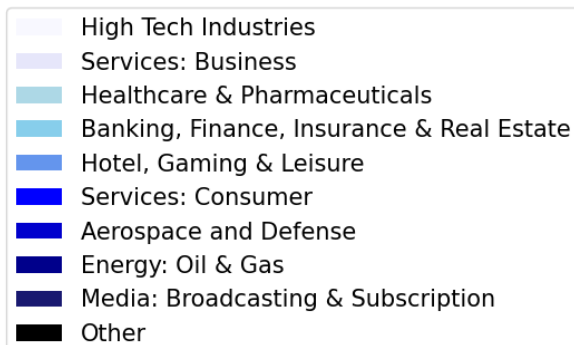 High Tech Industries
Services: Business
Healthcare & Pharmaceuticals
Banking, Finance, Insurance & Real Estate
Hotel, Gaming & Leisure
Services: Consumer
Aerospace and Defense
Energy: Oil & Gas
Media: Broadcasting & Subscription
Other